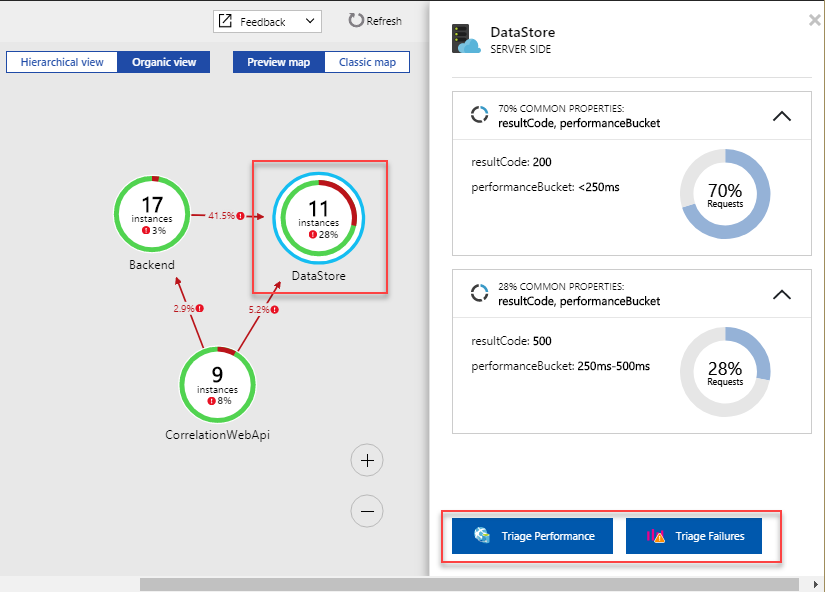 Feedback
Refresh
Hierarchical view
Organic view
Preview map
Classic map
17
instances
3%
Backend
41.5%
11
instances
28%
DataStore
2.9%
5.2%
9
instances
8%
CorrelationWebApi
DataStore
SERVER SIDE
70% COMMON PROPERTIES:
resultCode, performanceBucket
resultCode: 200
performanceBucket: <250ms
70%
Requests
28% COMMON PROPERTIES:
resultCode, performanceBucket
resultCode: 500
performanceBucket: 250ms-500ms
28%
Requests
Triage Performance
Triage Failures